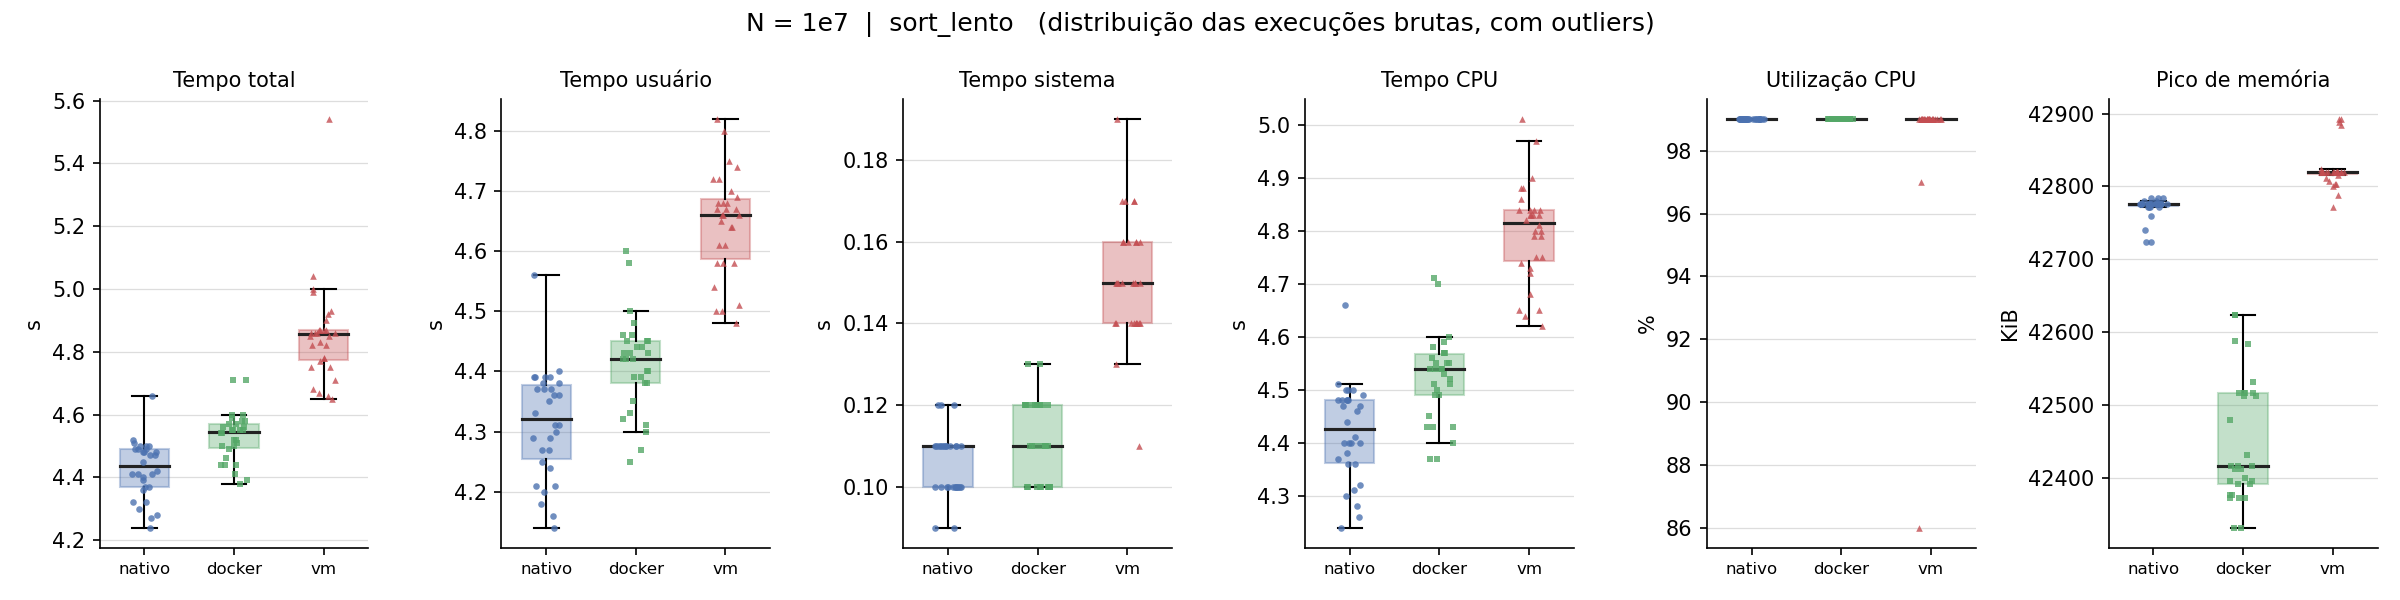 N = 1e7  |  sort_lento   (distribuição das execuções brutas, com outliers)
Tempo total
5.6
5.4
5.2
5.0
4.8
4.6
4.4
4.2
s
nativo
docker
vm
Tempo usuário
4.8
4.7
4.6
4.5
4.4
4.3
4.2
s
nativo
docker
vm
Tempo sistema
0.18
0.16
0.14
0.12
0.10
s
nativo
docker
vm
Tempo CPU
5.0
4.9
4.8
4.7
4.6
4.5
4.4
4.3
s
nativo
docker
vm
Utilização CPU
98
96
94
92
90
88
86
%
nativo
docker
vm
Pico de memória
42900
42800
42700
42600
42500
42400
KiB
nativo
docker
vm